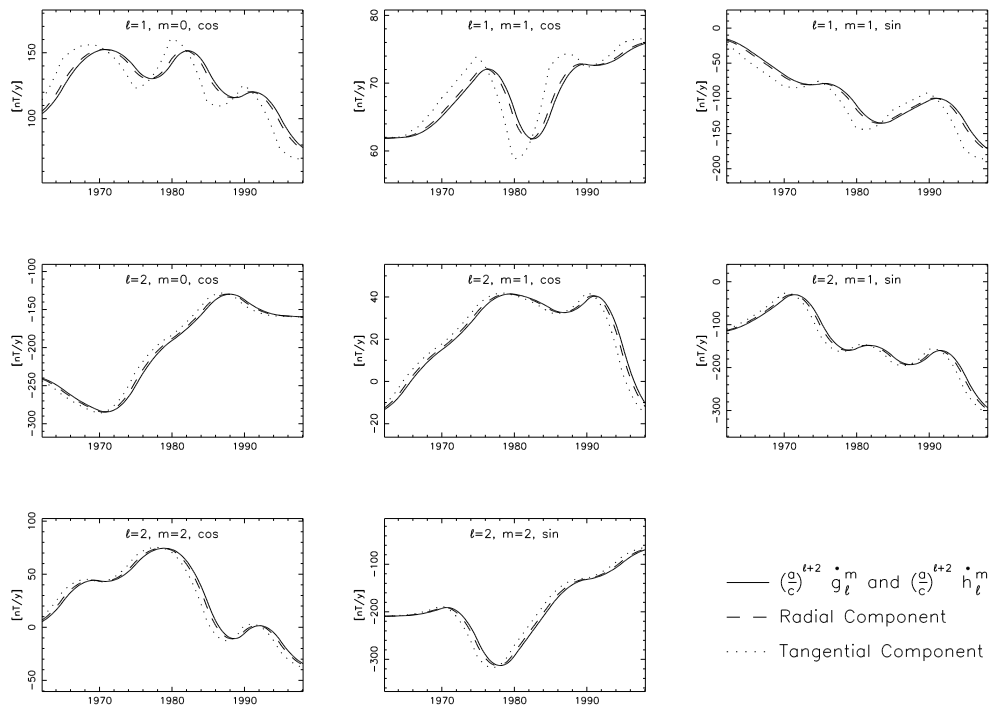 ℓ=1, m=0, cos
ℓ=1, m=1, cos
ℓ=1, m=1, sin
[nT/y]
150
100
1970
1980
1990
[nT/y]
80
70
60
1970
1980
1990
[nT/y]
0
−50
−100
−150
−200
1970
1980
1990
ℓ=2, m=0, cos
ℓ=2, m=1, cos
ℓ=2, m=1, sin
[nT/y]
−100
−150
−200
−250
−300
1970
1980
1990
[nT/y]
40
20
0
−20
1970
1980
1990
[nT/y]
0
−100
−200
−300
1970
1980
1990
ℓ=2, m=2, cos
ℓ=2, m=2, sin
[nT/y]
100
50
0
−50
1970
1980
1990
[nT/y]
−100
−200
−300
1970
1980
1990
(a/c)^ℓ+2 ġ_ℓ^m and (a/c)^ℓ+2 ḣ_ℓ^m
Radial Component
Tangential Component